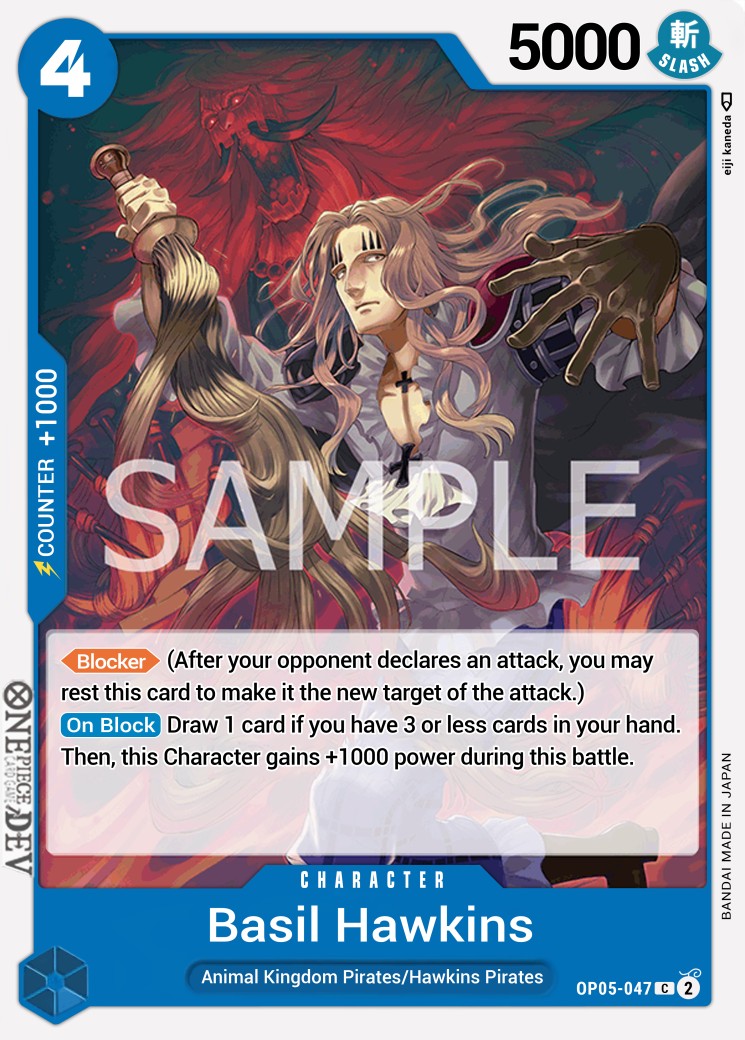 4
5000
斬
SLASH
eiji kaneda
COUNTER +1000
SAMPLE
Blocker (After your opponent declares an attack, you may
rest this card to make it the new target of the attack.)
On Block Draw 1 card if you have 3 or less cards in your hand.
Then, this Character gains +1000 power during this battle.
ONE PIECE
CARD GAME
.DEV
BANDAI MADE IN JAPAN
CHARACTER
Basil Hawkins
Animal Kingdom Pirates/Hawkins Pirates
OP05-047 C 2